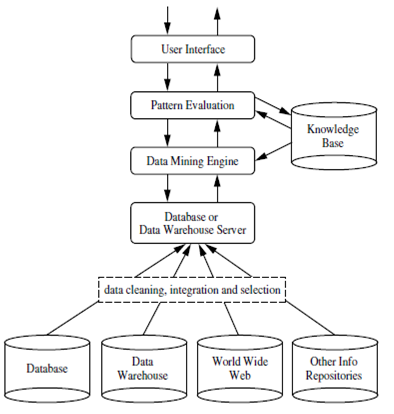 User Interface
Pattern Evaluation
Knowledge
Base
Data Mining Engine
Database or
Data Warehouse Server
data cleaning, integration and selection
Database
Data
Warehouse
World Wide
Web
Other Info
Repositories